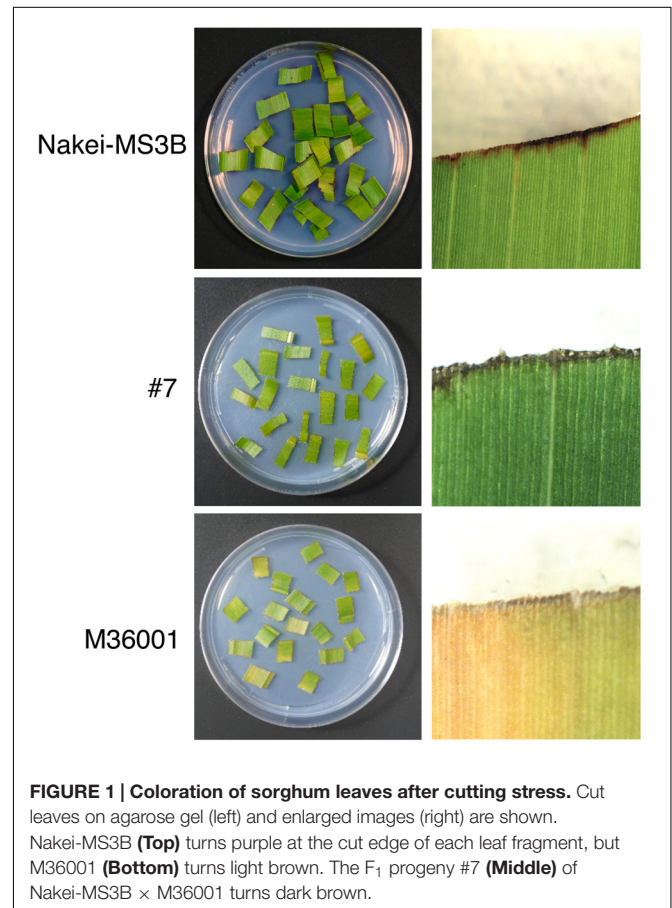 Nakei-MS3B
#7
M36001
FIGURE 1 | Coloration of sorghum leaves after cutting stress. Cut
leaves on agarose gel (left) and enlarged images (right) are shown.
Nakei-MS3B (Top) turns purple at the cut edge of each leaf fragment, but
M36001 (Bottom) turns light brown. The F₁ progeny #7 (Middle) of
Nakei-MS3B × M36001 turns dark brown.